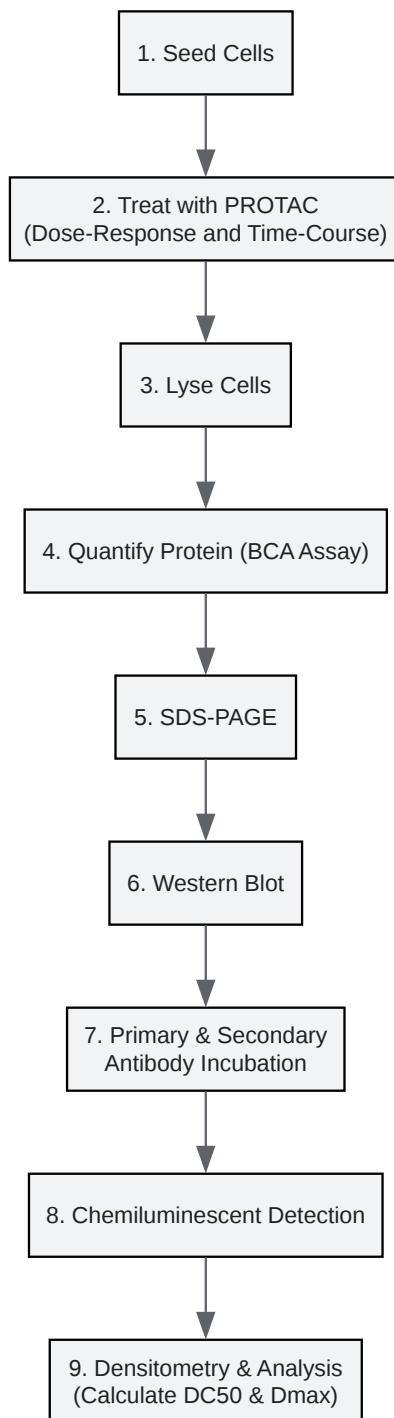 1. Seed Cells
2. Treat with PROTAC
(Dose-Response and Time-Course)
3. Lyse Cells
4. Quantify Protein (BCA Assay)
5. SDS-PAGE
6. Western Blot
7. Primary & Secondary
Antibody Incubation
8. Chemiluminescent Detection
9. Densitometry & Analysis
(Calculate DC50 & Dmax)